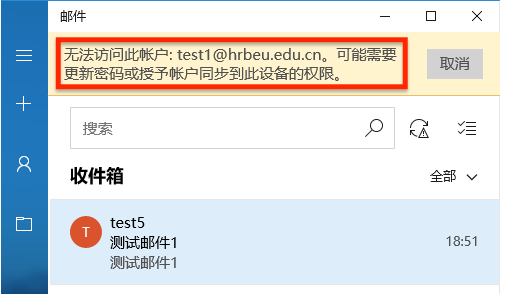 邮件
无法访问此帐户: test1@hrbeu.edu.cn。可能需要
更新密码或授予帐户同步到此设备的权限。
取消
搜索
收件箱
全部
T
test5
测试邮件1
18:51
测试邮件1